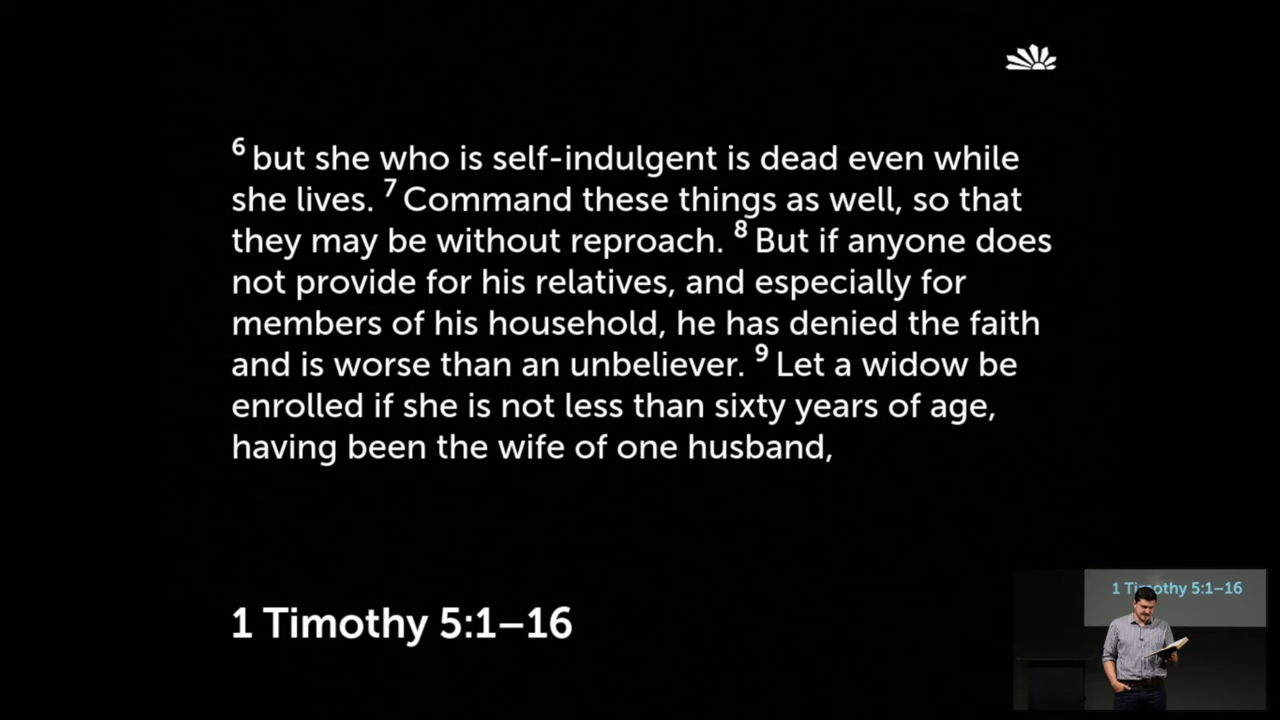 6 but she who is self-indulgent is dead even while
she lives. 7 Command these things as well, so that
they may be without reproach. 8 But if anyone does
not provide for his relatives, and especially for
members of his household, he has denied the faith
and is worse than an unbeliever. 9 Let a widow be
enrolled if she is not less than sixty years of age,
having been the wife of one husband,
1 Timothy 5:1–16
1 Timothy 5:1–16